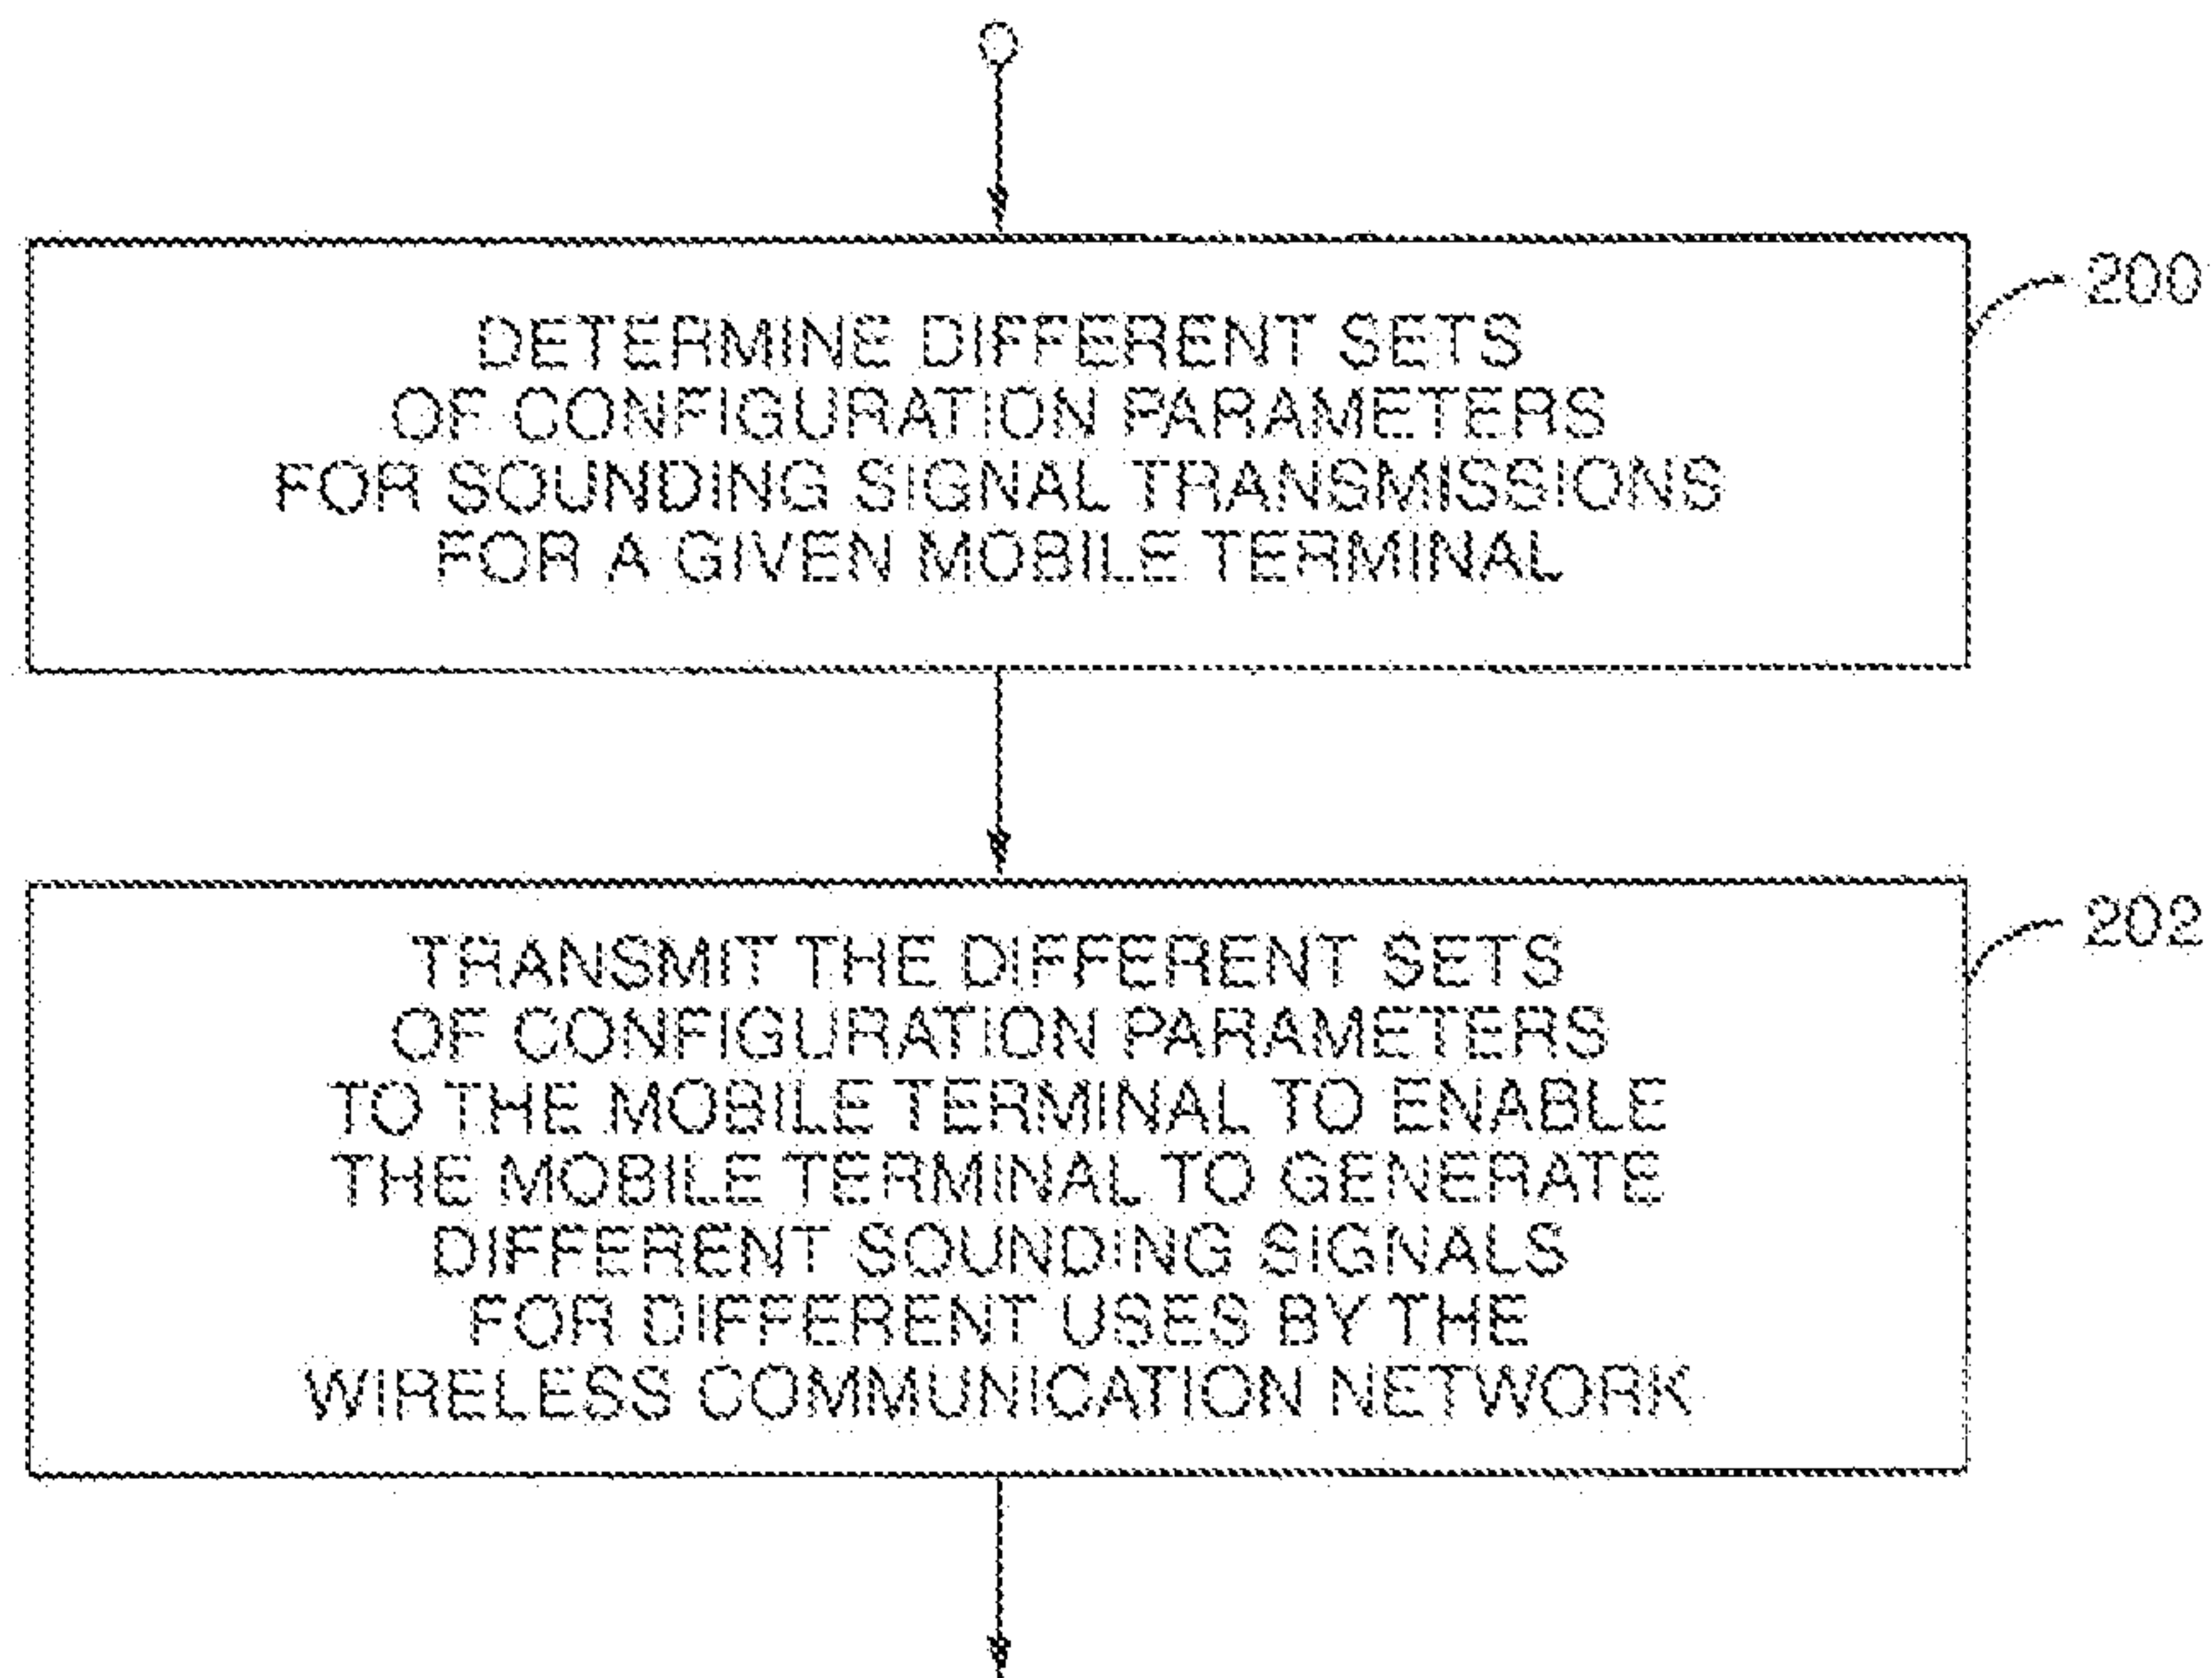 200
DETERMINE DIFFERENT SETS
OF CONFIGURATION PARAMETERS
FOR SOUNDING SIGNAL TRANSMISSIONS
FOR A GIVEN MOBILE TERMINAL
202
TRANSMIT THE DIFFERENT SETS
OF CONFIGURATION PARAMETERS
TO THE MOBILE TERMINAL TO ENABLE
THE MOBILE TERMINAL TO GENERATE
DIFFERENT SOUNDING SIGNALS
FOR DIFFERENT USES BY THE
WIRELESS COMMUNICATION NETWORK